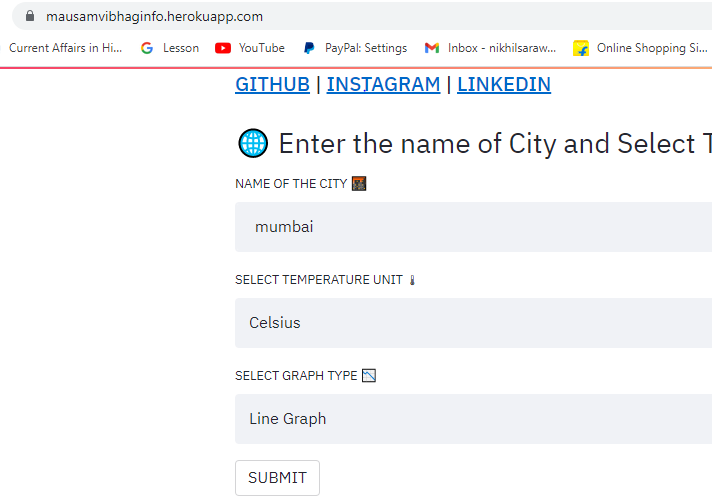 mausamvibhaginfo.herokuapp.com
Current Affairs in Hi... Lesson YouTube PayPal: Settings Inbox - nikhilsaraw... Online Shopping Si...
GITHUB | INSTAGRAM | LINKEDIN
Enter the name of City and Select T
NAME OF THE CITY
mumbai
SELECT TEMPERATURE UNIT
Celsius
SELECT GRAPH TYPE
Line Graph
SUBMIT